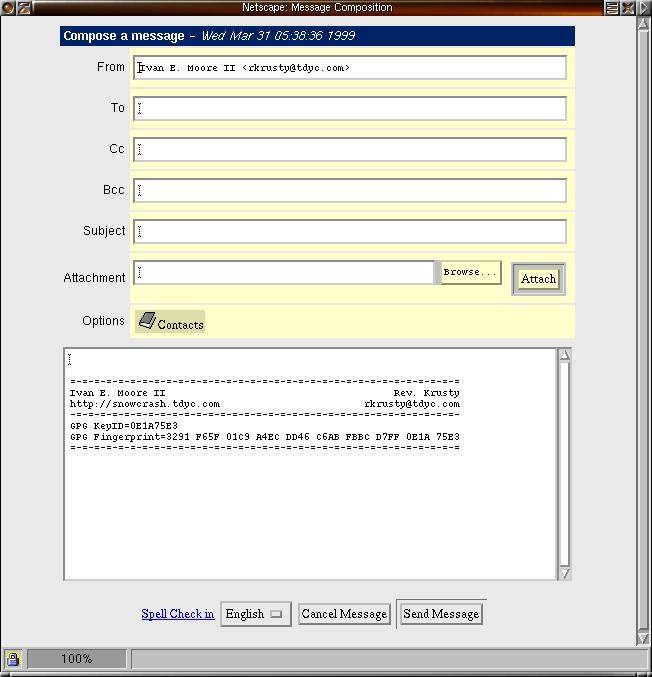 Netscape: Message Composition
Compose a message - Wed Mar 31 05:38:36 1999
From Ivan E. Moore II <rkrusty@tdyc.com>
To
Cc
Bcc
Subject
Attachment Browse... Attach
Options Contacts
=-=-=-=-=-=-=-=-=-=-=-=-=-=-=-=-=-=-=-=-=-=-=-=-=-=-=-=-=-=-=-=-=
Ivan E. Moore II Rev. Krusty
http://snowcrash.tdyc.com rkrusty@tdyc.com
=-=-=-=-=-=-=-=-=-=-=-=-=-=-=-=-=-=-=-=-=-=-=-=-=-=-=-=-=-=-=-=-=
GPG KeyID=0E1A75E3
GPG Fingerprint=3291 F65F 01C9 A4EC DD46 C6AB FBBC D7FF 0E1A 75E3
=-=-=-=-=-=-=-=-=-=-=-=-=-=-=-=-=-=-=-=-=-=-=-=-=-=-=-=-=-=-=-=-=
Spell Check in English Cancel Message Send Message
100%